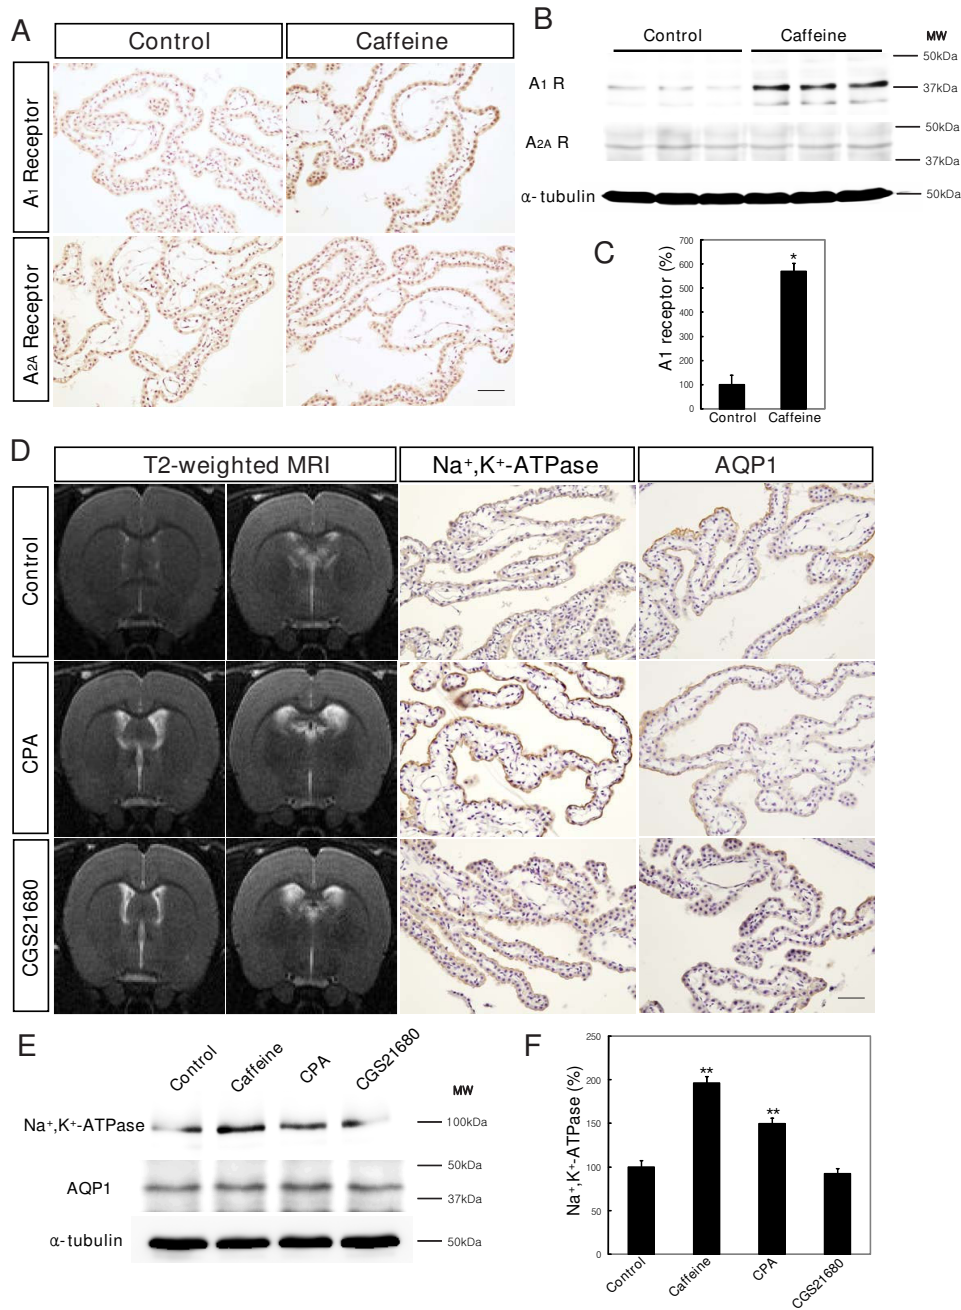 A
Control
Caffeine
A1 Receptor
A2A Receptor
B
Control
Caffeine
MW
50kDa
A1 R
37kDa
50kDa
A2A R
37kDa
α-tubulin
50kDa
C
A1 receptor (%)
700
600
500
400
300
200
100
0
*
Control
Caffeine
D
T2-weighted MRI
Na+,K+-ATPase
AQP1
Control
CPA
CGS21680
E
Control
Caffeine
CPA
CGS21680
MW
Na+,K+-ATPase
100kDa
50kDa
AQP1
37kDa
α-tubulin
50kDa
F
Na+,K+-ATPase (%)
250
200
150
100
50
0
**
**
Control
Caffeine
CPA
CGS21680